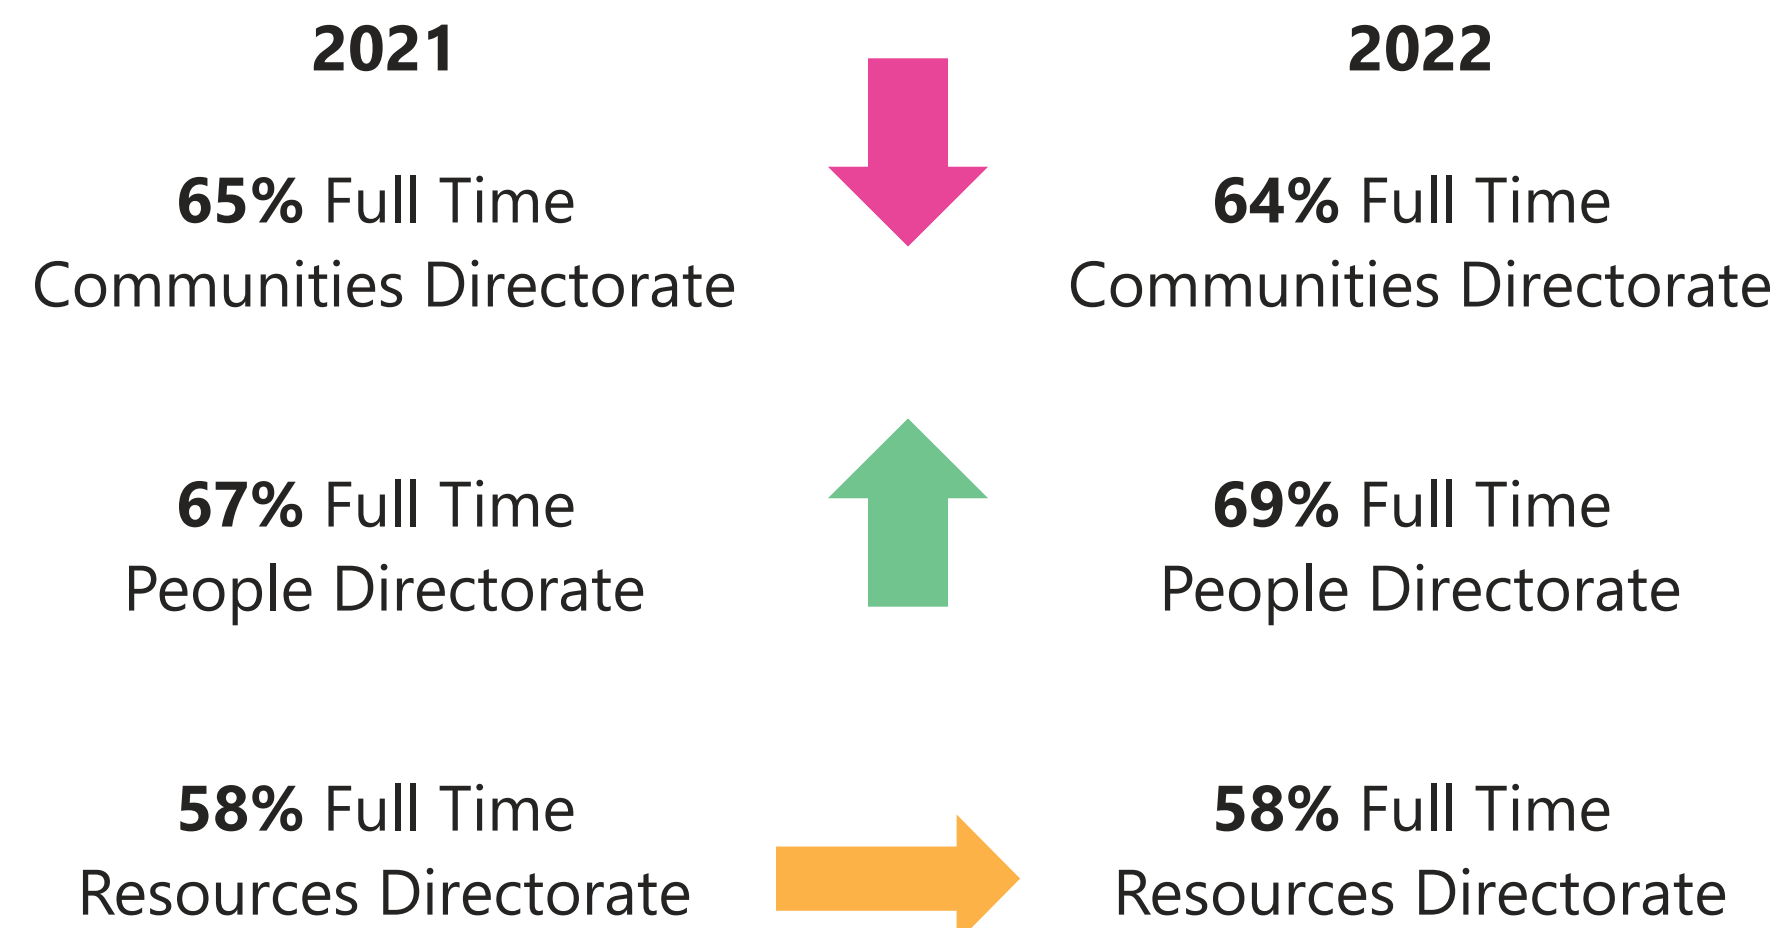 2021
2022
65% Full Time
Communities Directorate
64% Full Time
Communities Directorate
67% Full Time
People Directorate
69% Full Time
People Directorate
58% Full Time
Resources Directorate
58% Full Time
Resources Directorate